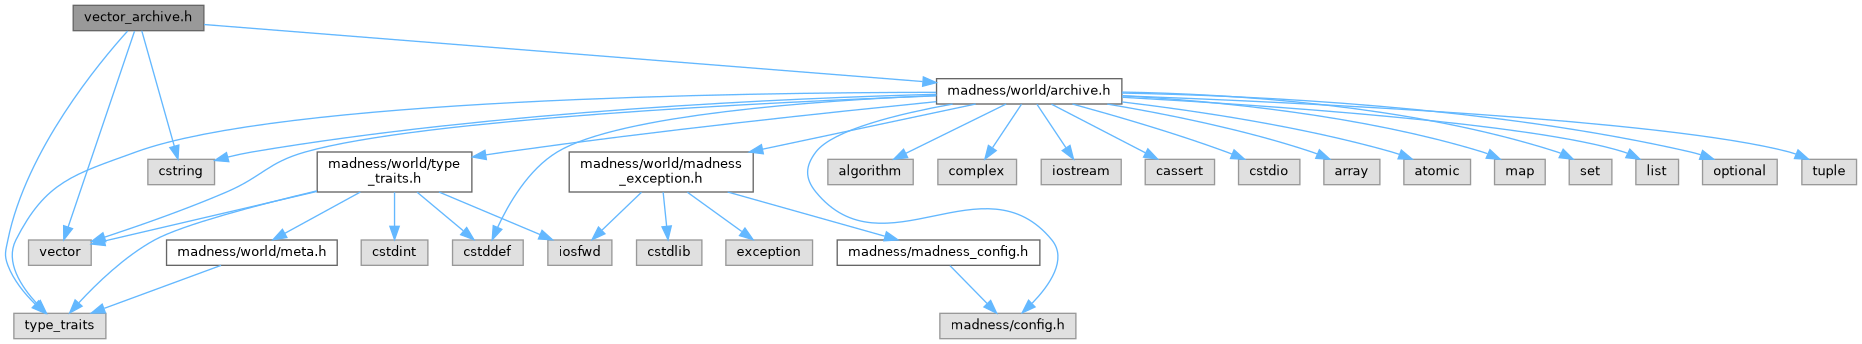 vector_archive.h
madness/world/archive.h
cstring
madness/world/type
_traits.h
madness/world/madness
_exception.h
algorithm
complex
iostream
cassert
cstdio
array
atomic
map
set
list
optional
tuple
vector
madness/world/meta.h
cstdint
cstddef
iosfwd
cstdlib
exception
madness/madness_config.h
type_traits
madness/config.h